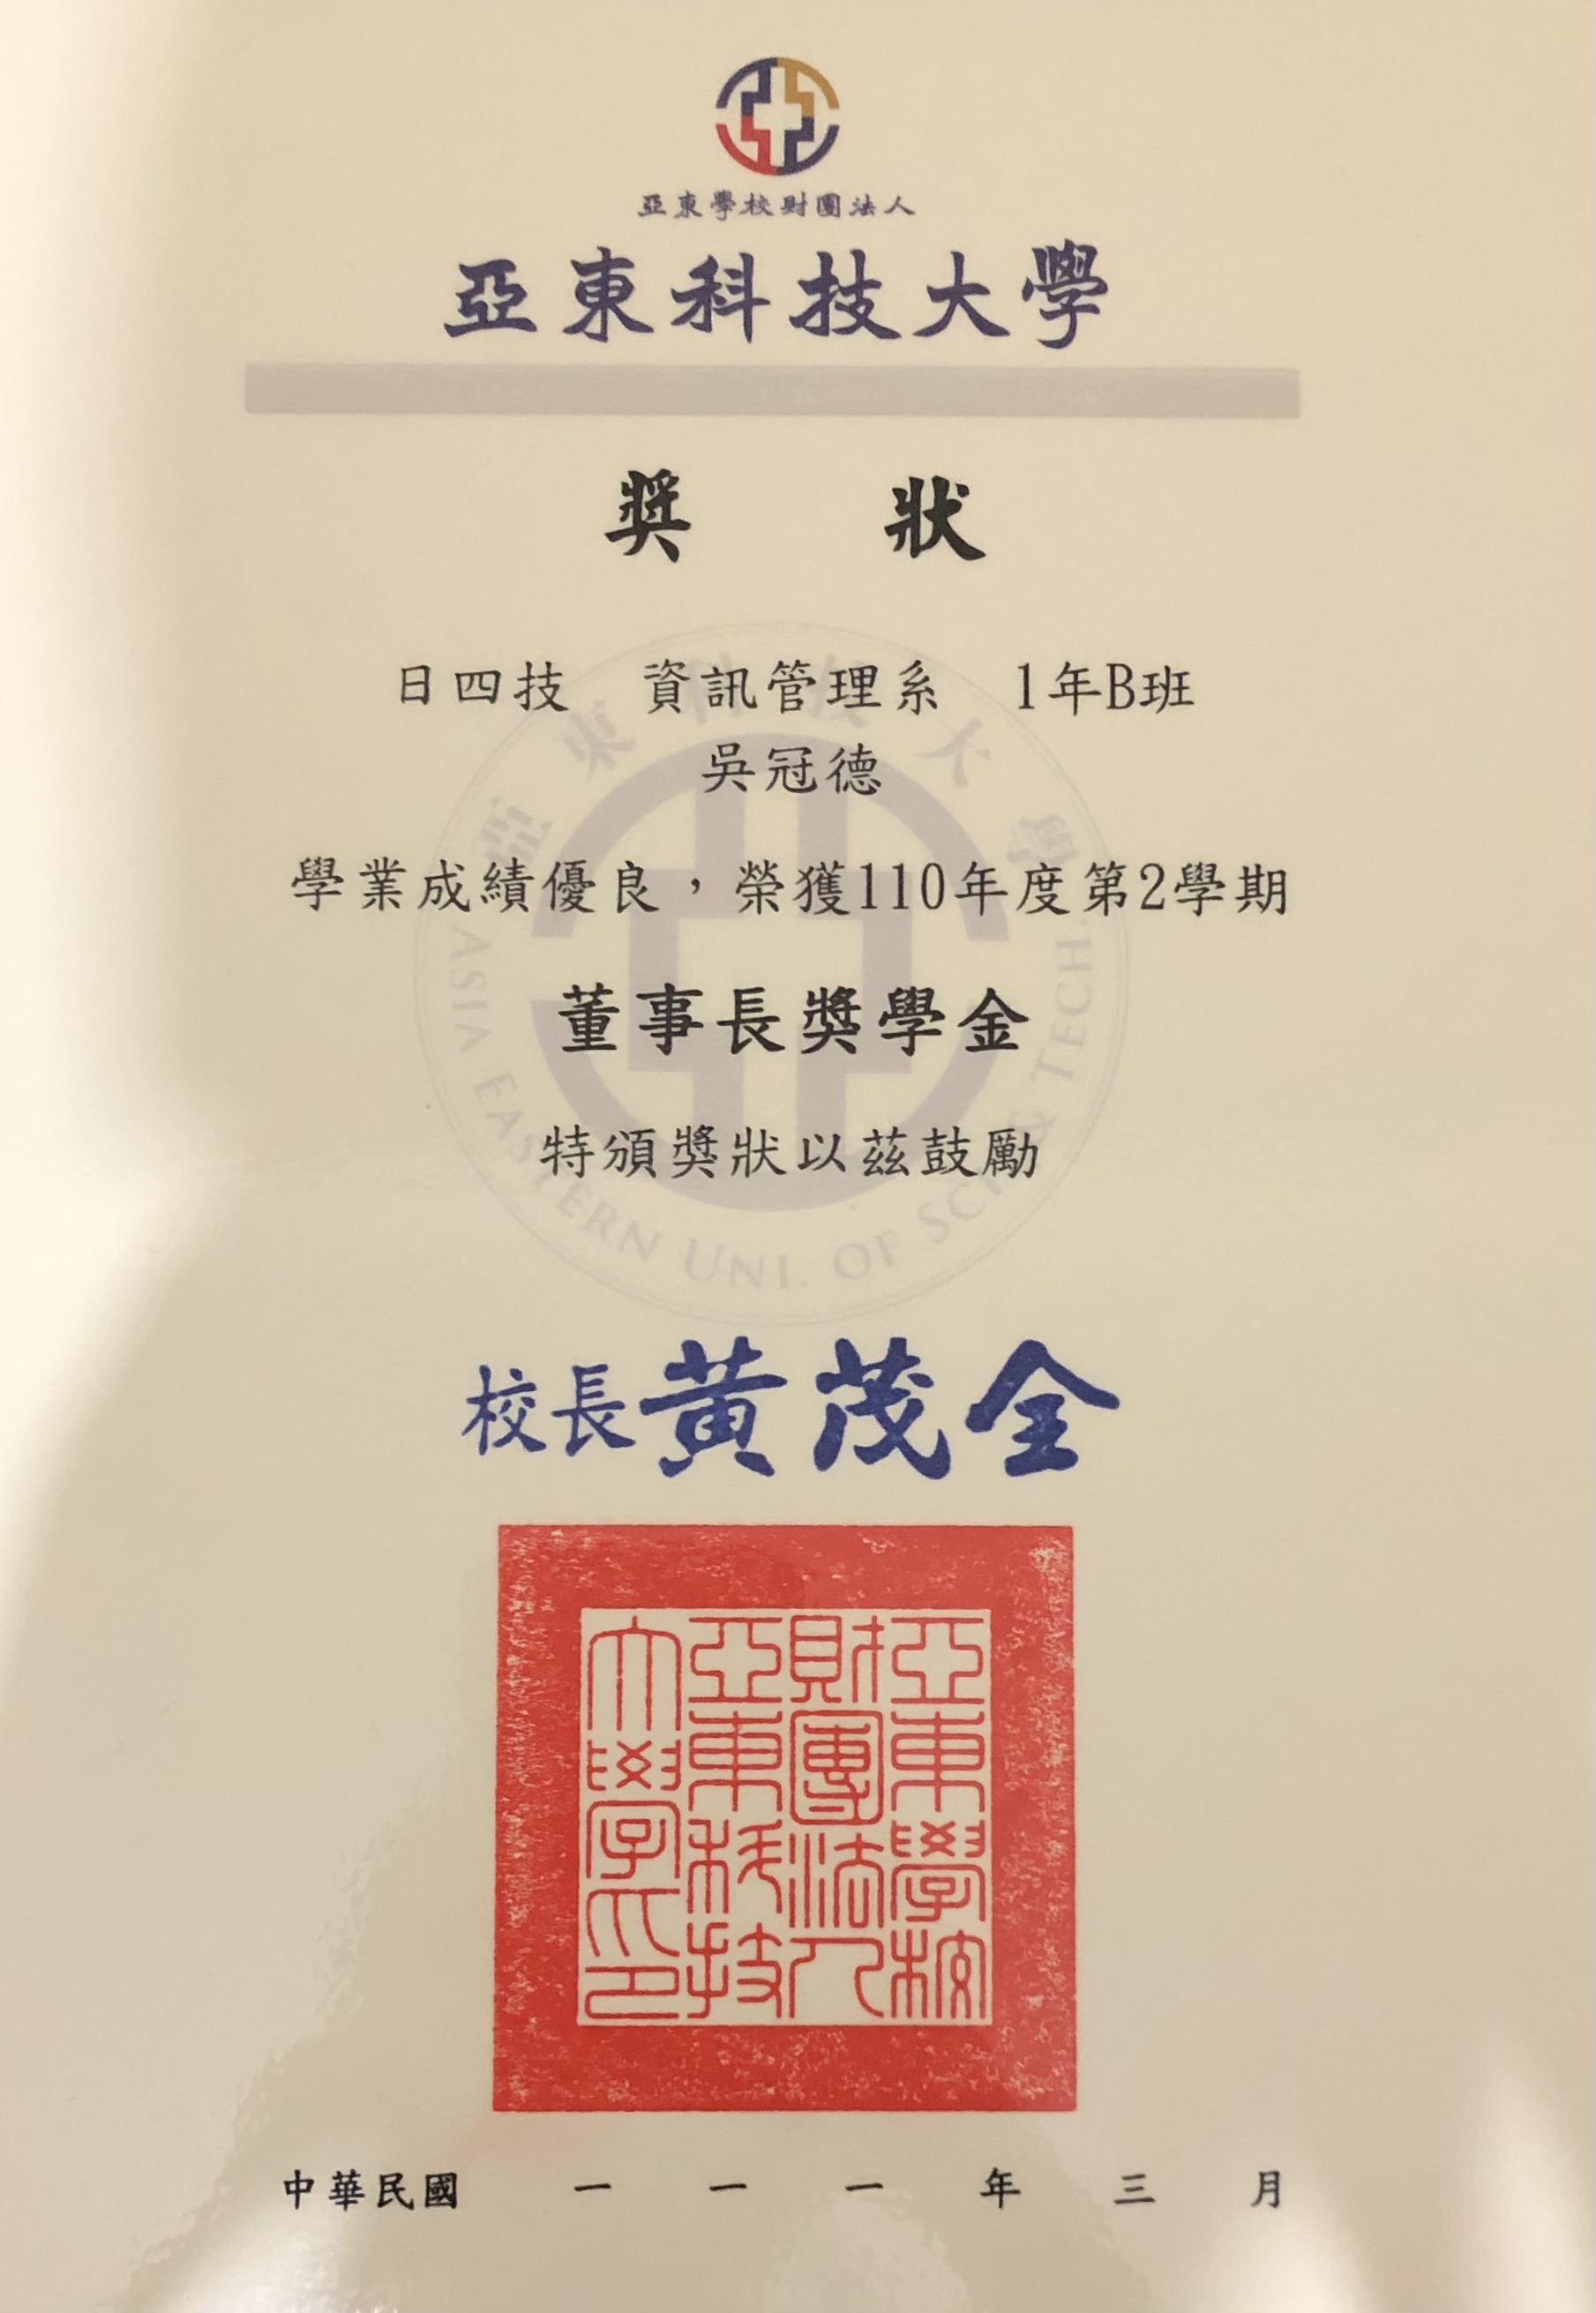 亞東學校財團法人
亞東科技大學
獎 狀
日四技 資訊管理系 1年B班
吳冠德
學業成績優良，榮獲110年度第2學期
董事長獎學金
特頒獎狀以茲鼓勵
亞東科技大學
ASIA EASTERN UNI. OF SCI. & TECH.
校長黃茂全
亞東學校
財團法人
亞東科技
大學印
中華民國 一 一 一 年 三 月